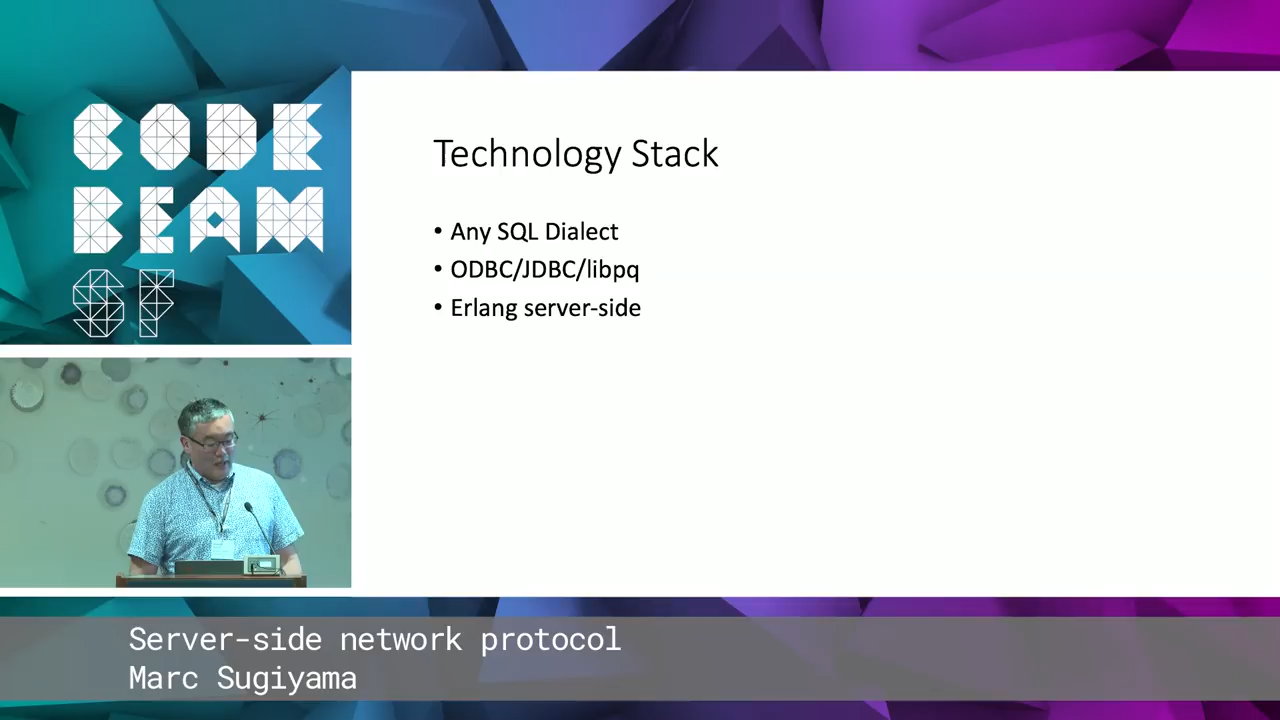 CODE
BEAM
SF
Technology Stack
• Any SQL Dialect
• ODBC/JDBC/libpq
• Erlang server-side
Server-side network protocol
Marc Sugiyama